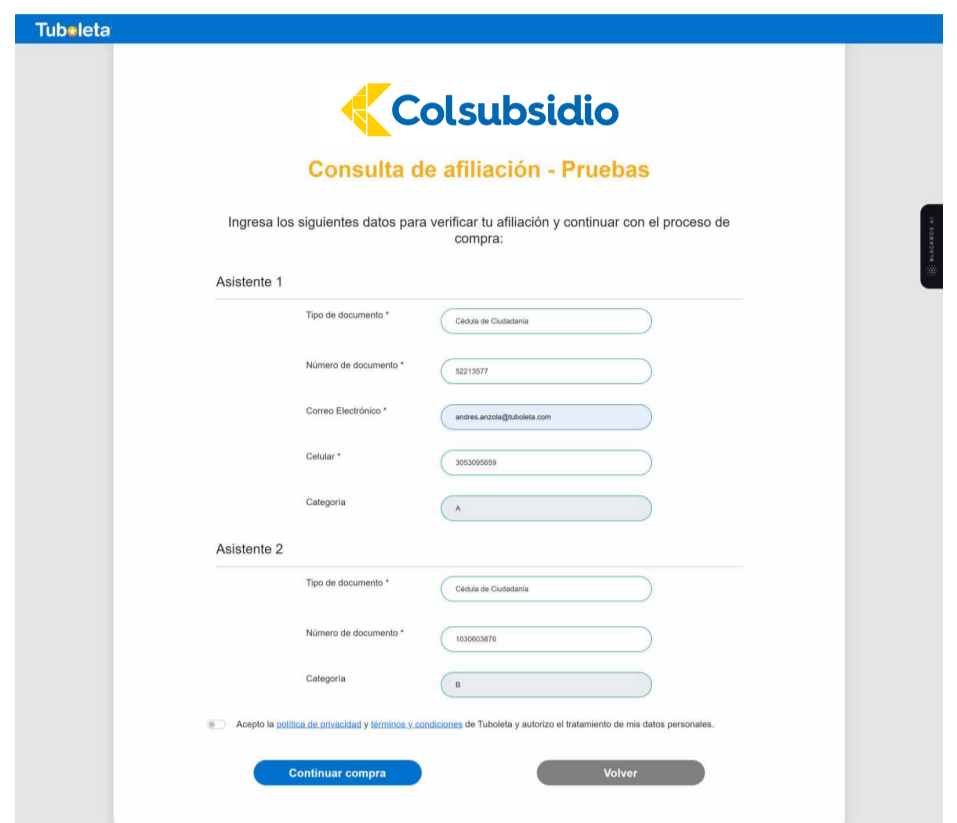 Tuboleta
Colsubsidio
Consulta de afiliación - Pruebas
Ingresa los siguientes datos para verificar tu afiliación y continuar con el proceso de
compra:
BLACKBOX AI
Asistente 1
Tipo de documento *
Cédula de Ciudadanía
Número de documento *
52213577
Correo Electrónico *
andres.anzola@tuboleta.com
Celular *
3053095659
Categoría
A
Asistente 2
Tipo de documento *
Cédula de Ciudadanía
Número de documento *
1030603876
Categoría
B
Acepto la política de privacidad y términos y condiciones de Tuboleta y autorizo el tratamiento de mis datos personales.
Continuar compra
Volver